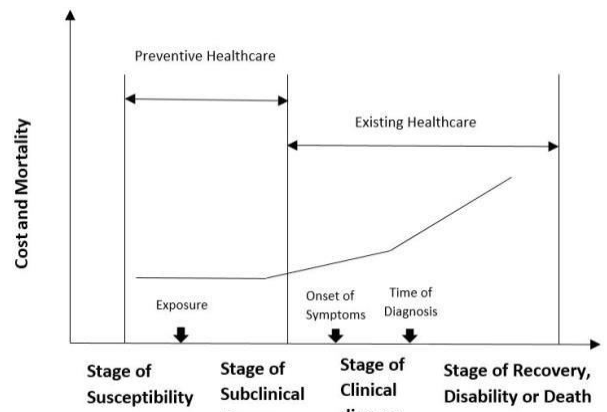 Preventive Healthcare
Existing Healthcare
Cost and Mortality
Exposure
Onset of
Symptoms
Time of
Diagnosis
Stage of
Susceptibility
Stage of
Subclinical
Stage of
Clinical
Stage of Recovery,
Disability or Death